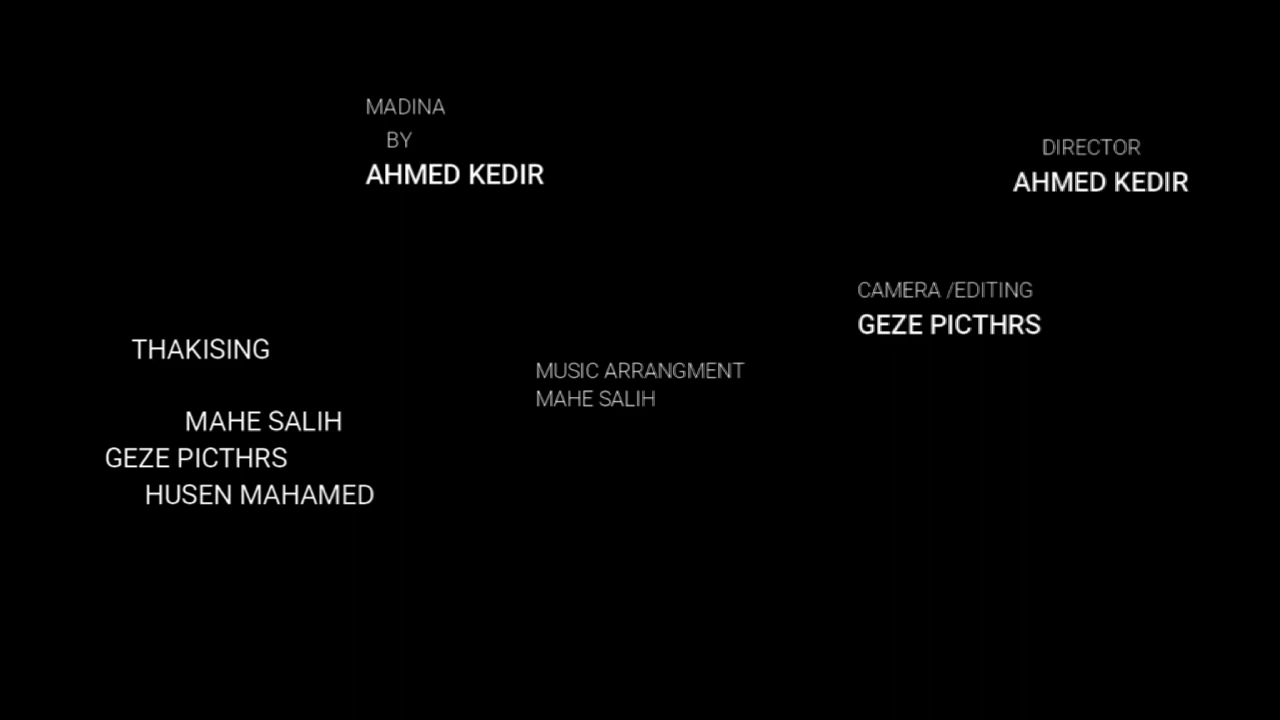 MADINA
BY
AHMED KEDIR
DIRECTOR
AHMED KEDIR
CAMERA /EDITING
GEZE PICTHRS
THAKISING
MUSIC ARRANGMENT
MAHE SALIH
MAHE SALIH
GEZE PICTHRS
HUSEN MAHAMED